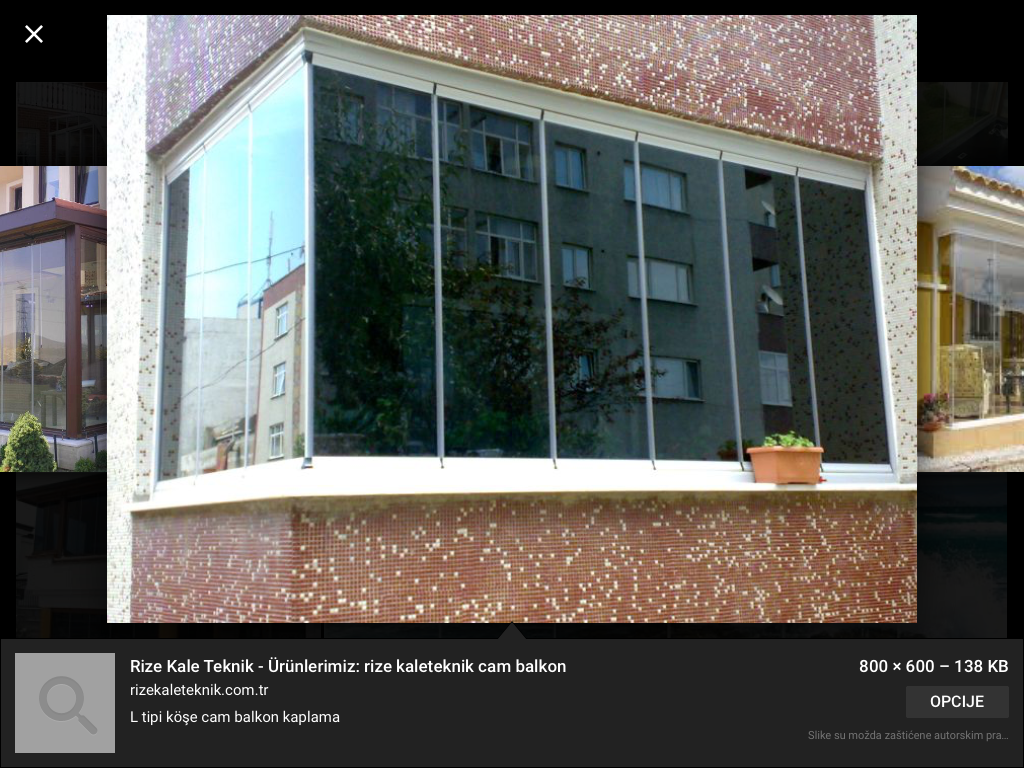 Rize Kale Teknik - Ürünlerimiz: rize kaleteknik cam balkon
rizekaleteknik.com.tr
L tipi köşe cam balkon kaplama
800 × 600 – 138 KB
OPCIJE
Slike su možda zaštićene autorskim pra...